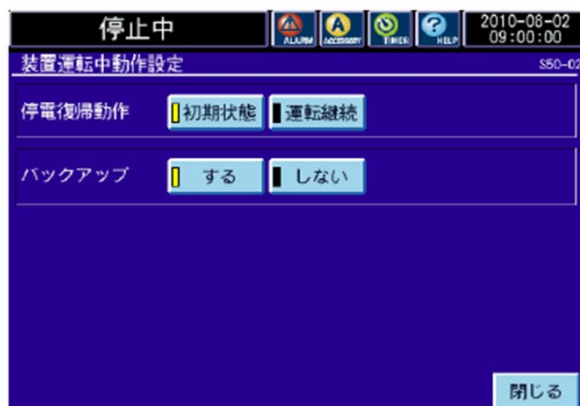 停止中
ALARM
ACCESSORY
TIMER
HELP
2010-08-02
09:00:00
装置運転中動作設定
S50-02
停電復帰動作 初期状態 運転継続
バックアップ する しない
閉じる